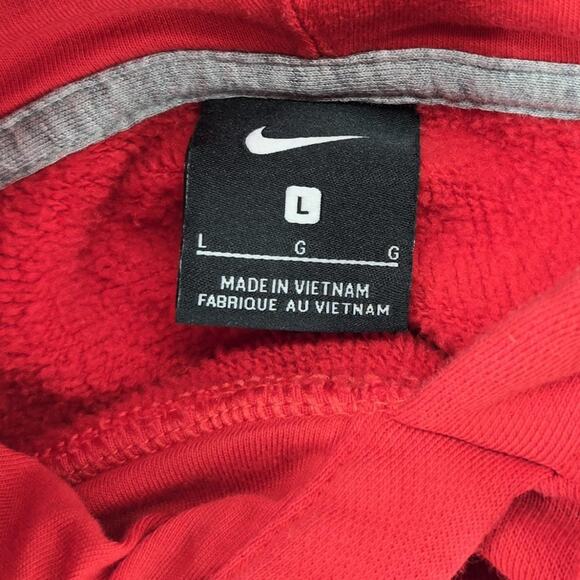 L
L G G
MADE IN VIETNAM
FABRIQUE AU VIETNAM